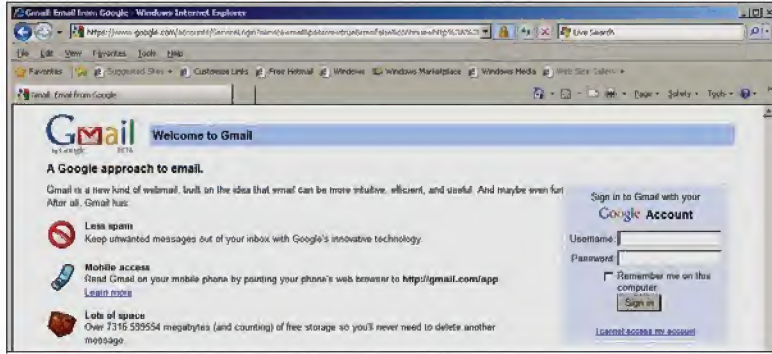 Gmail: Email from Google - Windows Internet Explorer
Live Search
File Edit View Favorites Tools Help
Favorites Suggested Sites Customize Links Free Hotmail Windows Windows Marketplace Windows Media Web Slice Gallery
Gmail: Email from Google
Page Safety Tools
Gmail
by Google BETA
Welcome to Gmail
A Google approach to email.
Gmail is a new kind of webmail, built on the idea that email can be more intuitive, efficient, and useful. And maybe even fun
After all, Gmail has:
Less spam
Keep unwanted messages out of your inbox with Google's innovative technology.
Mobile access
Read Gmail on your mobile phone by pointing your phone's web browser to http://gmail.com/app
Learn more
Lots of space
Over 7316.599554 megabytes (and counting) of free storage so you'll never need to delete another
message.
Sign in to Gmail with your
Google Account
Username:
Password:
Remember me on this
computer
Sign in
I cannot access my account